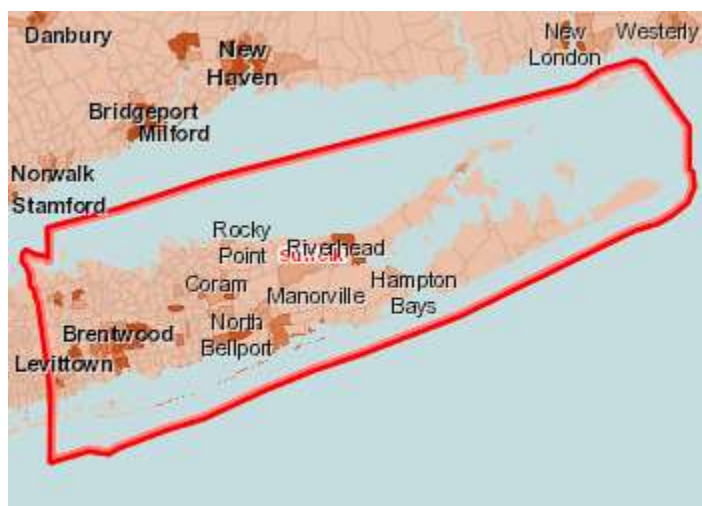 Danbury
New
Haven
New
London
Westerly
Bridgeport
Milford
Norwalk
Stamford
Rocky
Point
Riverhead
Suffolk
Coram
Manorville
Hampton
Bays
Brentwood
North
Bellport
Levittown